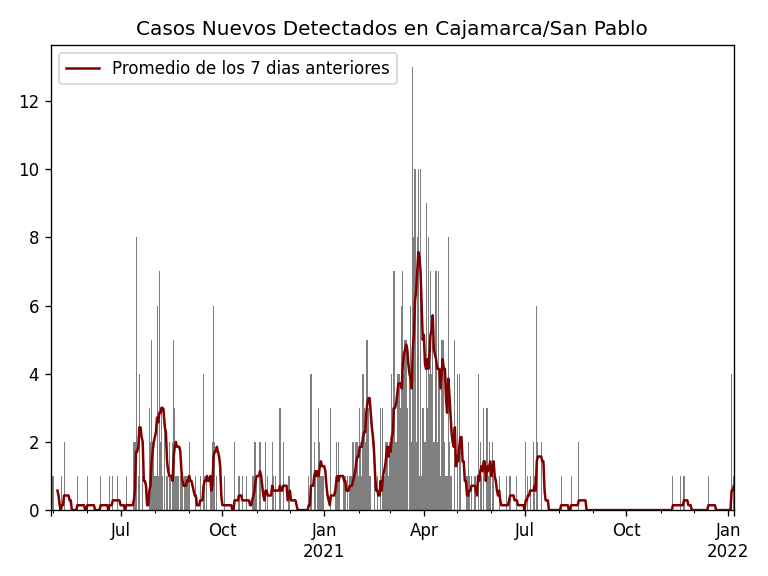 Casos Nuevos Detectados en Cajamarca/San Pablo
Promedio de los 7 dias anteriores
12
10
8
6
4
2
0
Jul
Oct
Jan
2021
Apr
Jul
Oct
Jan
2022